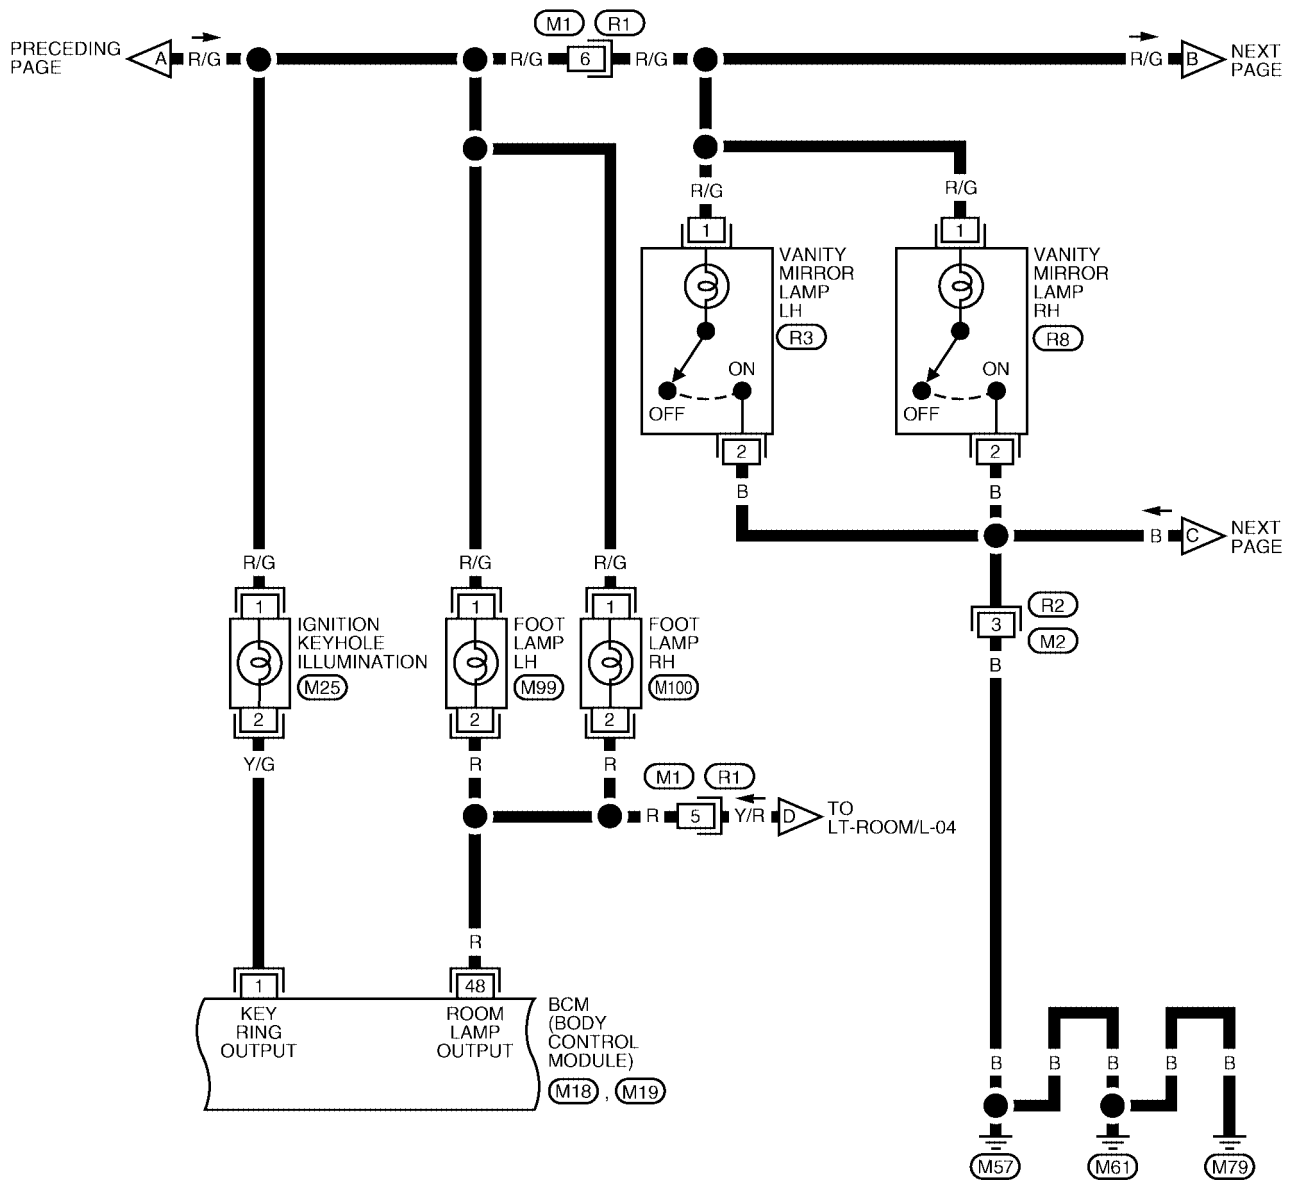 M1 R1
PRECEDING
PAGE
A R/G R/G 6 R/G R/G B
NEXT
PAGE
R/G R/G
1 1
VANITY
MIRROR
LAMP
LH
R3
VANITY
MIRROR
LAMP
RH
R8
ON ON
OFF OFF
2 2
B B
B C
NEXT
PAGE
R/G R/G R/G
1 1 1
IGNITION
KEYHOLE
ILLUMINATION
M25
FOOT
LAMP
LH
M99
FOOT
LAMP
RH
M100
R2
3
M2
B
2 2 2
Y/G R R
M1 R1
R 5 Y/R D
TO
LT-ROOM/L-04
R
1 48
KEY
RING
OUTPUT
ROOM
LAMP
OUTPUT
BCM
(BODY
CONTROL
MODULE)
M18 , M19
B B B B B
M57 M61 M79